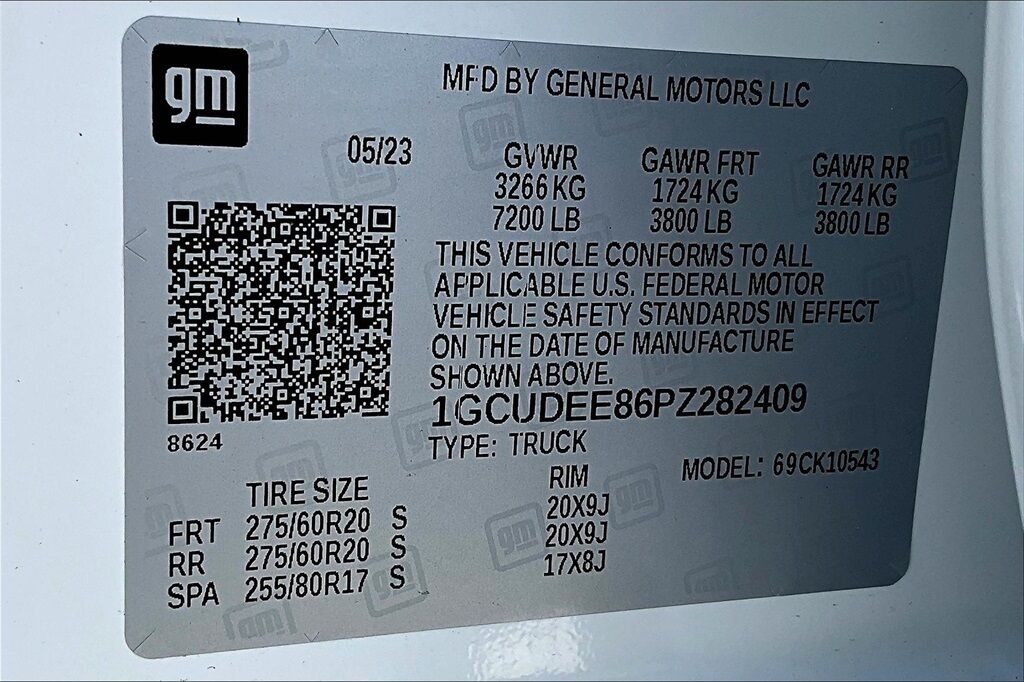 gm
MFD BY GENERAL MOTORS LLC
05/23
GVWR GAWR FRT GAWR RR
3266 KG 1724 KG 1724 KG
7200 LB 3800 LB 3800 LB
THIS VEHICLE CONFORMS TO ALL
APPLICABLE U.S. FEDERAL MOTOR
VEHICLE SAFETY STANDARDS IN EFFECT
ON THE DATE OF MANUFACTURE
SHOWN ABOVE.
1GCUDEE86PZ282409
8624
TYPE: TRUCK
MODEL: 69CK10543
TIRE SIZE RIM
FRT 275/60R20 S 20X9J
RR 275/60R20 S 20X9J
SPA 255/80R17 S 17X8J